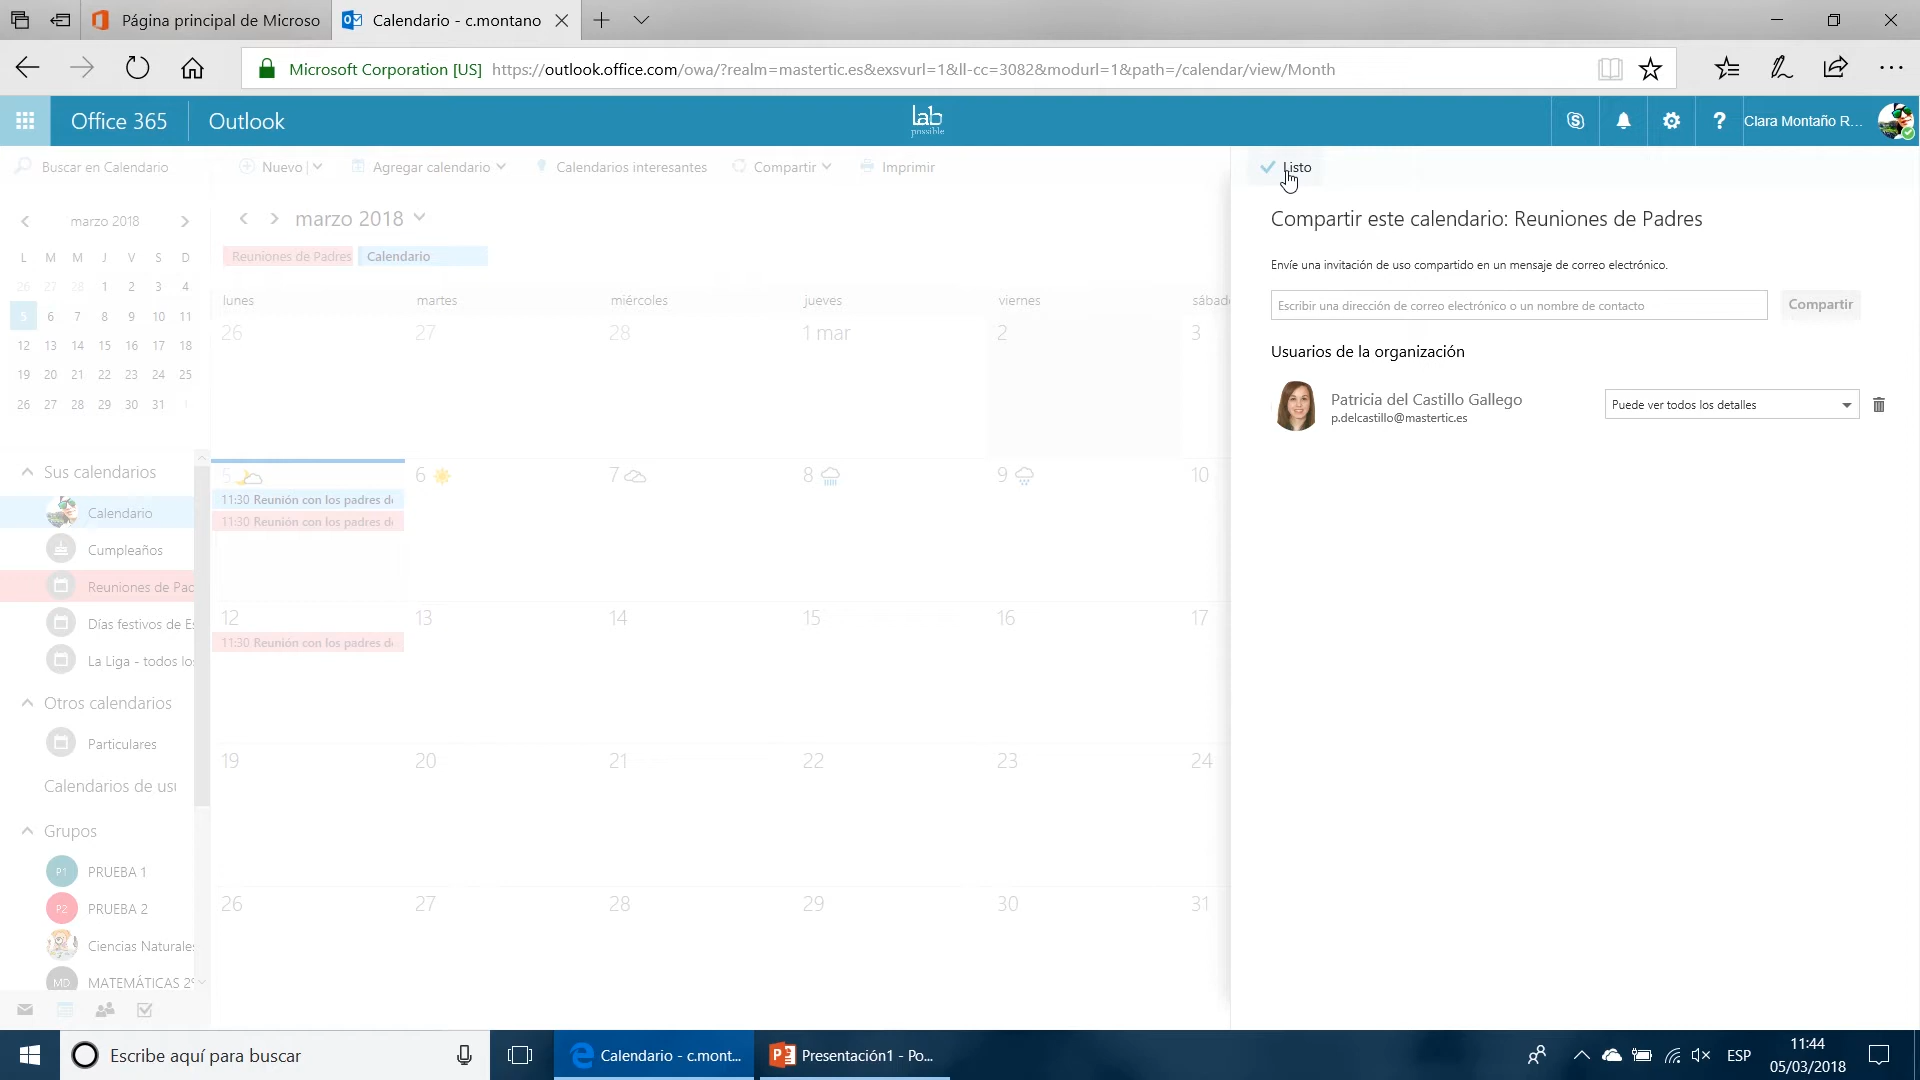 Página principal de Microso
Calendario - c.montano
Microsoft Corporation [US] https://outlook.office.com/owa/?realm=mastertic.es&exsvurl=1&ll-cc=3082&modurl=1&path=/calendar/view/Month
Office 365 Outlook
lab
possible
Clara Montaño R...
Buscar en Calendario
Nuevo
Agregar calendario
Calendarios interesantes
Compartir
Imprimir
Listo
marzo 2018
L M M J V S D
26 27 28 1 2 3 4
5 6 7 8 9 10 11
12 13 14 15 16 17 18
19 20 21 22 23 24 25
26 27 28 29 30 31 1
Sus calendarios
Calendario
Cumpleaños
Reuniones de Pad
Días festivos de Es
La Liga - todos los
Otros calendarios
Particulares
Calendarios de usu
Grupos
P1 PRUEBA 1
P2 PRUEBA 2
Ciencias Naturales
MD MATEMÁTICAS 2º
marzo 2018
Reuniones de Padres Calendario
lunes martes miércoles jueves viernes sábado
26 27 28 1 mar 2 3
5 6 7 8 9 10
11:30 Reunión con los padres de
11:30 Reunión con los padres de
12 13 14 15 16 17
11:30 Reunión con los padres de
19 20 21 22 23 24
26 27 28 29 30 31
Compartir este calendario: Reuniones de Padres
Envíe una invitación de uso compartido en un mensaje de correo electrónico.
Escribir una dirección de correo electrónico o un nombre de contacto
Compartir
Usuarios de la organización
Patricia del Castillo Gallego
p.delcastillo@mastertic.es
Puede ver todos los detalles
Escribe aquí para buscar
Calendario - c.mont...
Presentación1 - Po...
ESP
11:44
05/03/2018